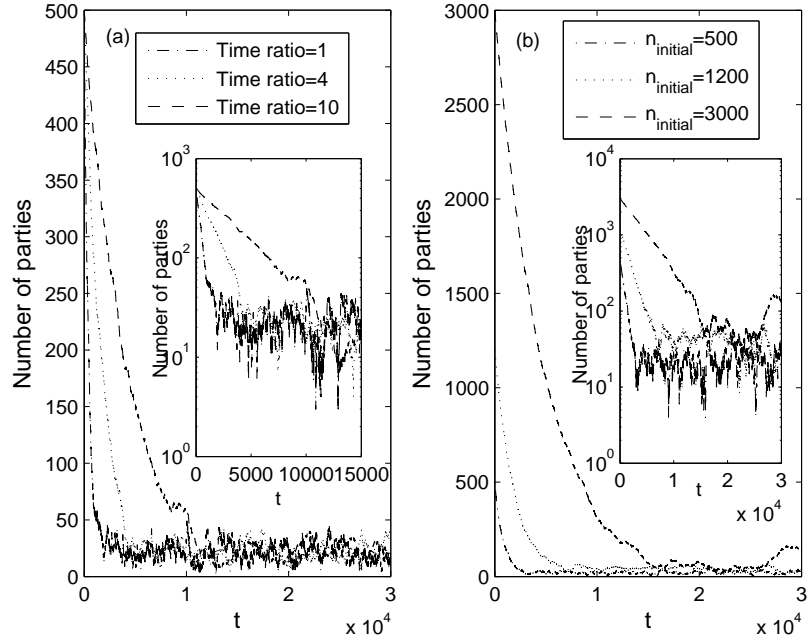 (a)
Time ratio=1
Time ratio=4
Time ratio=10
Number of parties
500
450
400
350
300
250
200
150
100
50
0
0
1
2
3
t
x 10^4
Number of parties
10^3
10^2
10^1
10^0
0
5000
10000
15000
t
(b)
n_initial=500
n_initial=1200
n_initial=3000
Number of parties
3000
2500
2000
1500
1000
500
0
0
1
2
3
t
x 10^4
Number of parties
10^4
10^3
10^2
10^1
10^0
0
1
2
3
t
x 10^4